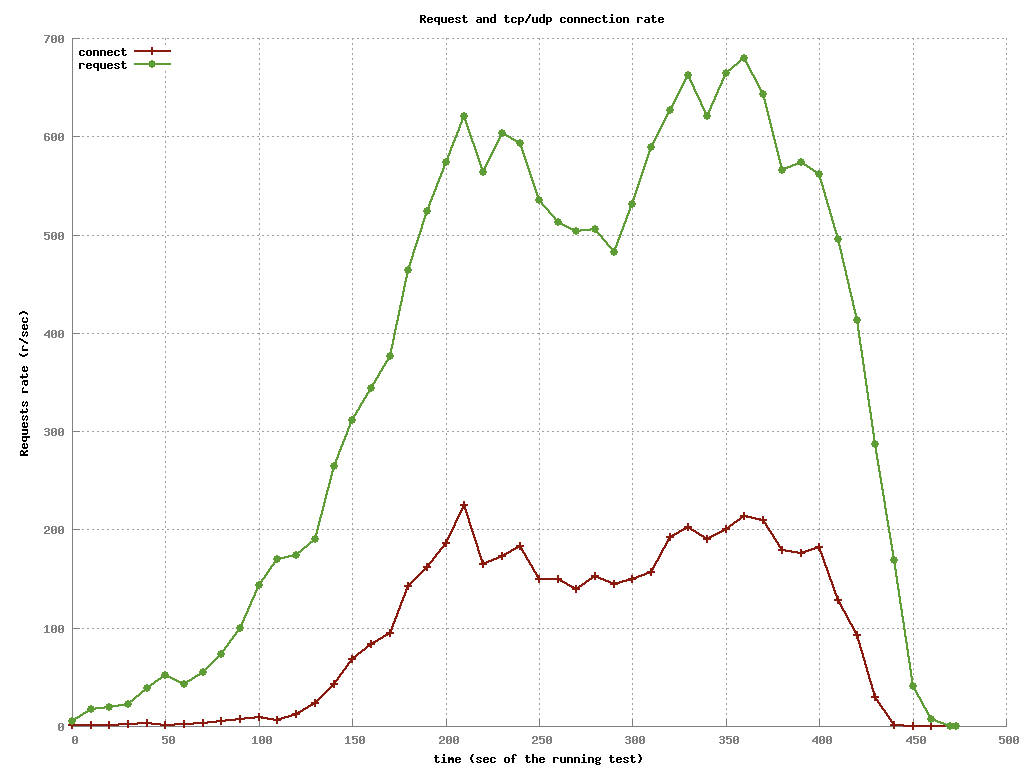 Request and tcp/udp connection rate
700
connect
request
600
500
400
Requests rate (r/sec)
300
200
100
0
0 50 100 150 200 250 300 350 400 450 500
time (sec of the running test)